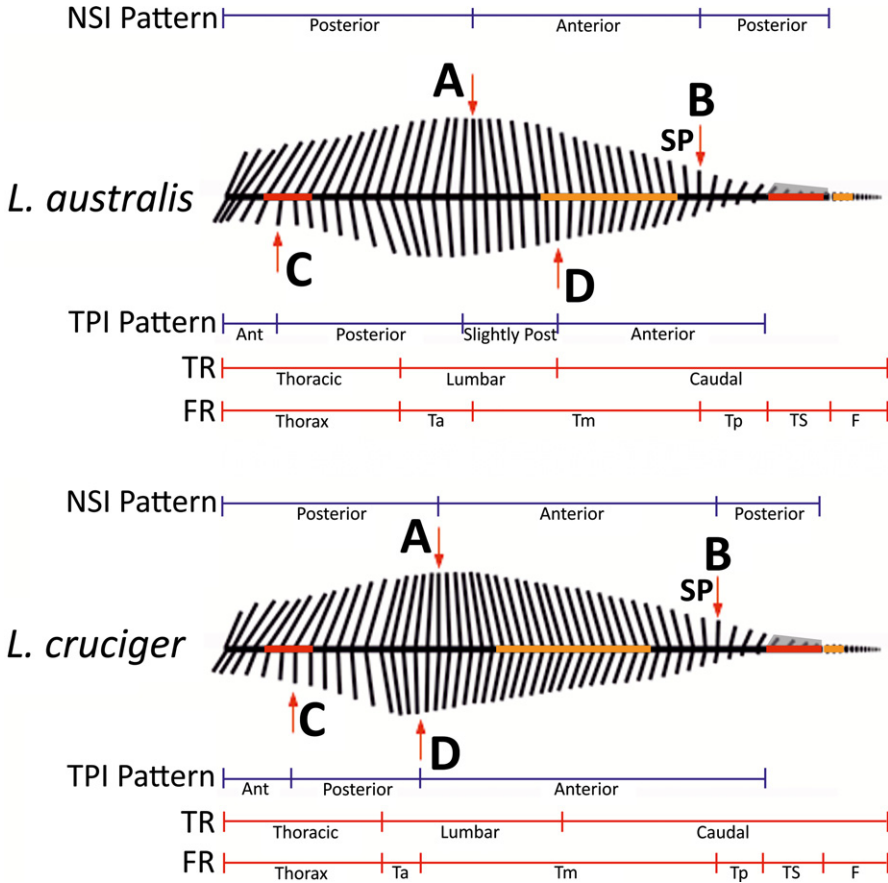 NSI Pattern Posterior Anterior Posterior
A
B
SP
L. australis
C
D
TPI Pattern Ant Posterior Slightly Post Anterior
TR Thoracic Lumbar Caudal
FR Thorax Ta Tm Tp TS F
NSI Pattern Posterior Anterior Posterior
A
B
SP
L. cruciger
C
D
TPI Pattern Ant Posterior Anterior
TR Thoracic Lumbar Caudal
FR Thorax Ta Tm Tp TS F